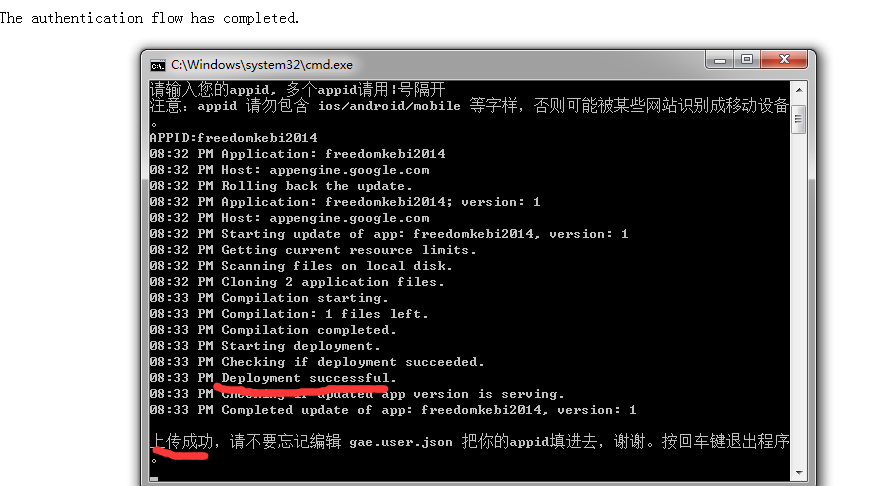 The authentication flow has completed.
C:\Windows\system32\cmd.exe
请输入您的appid, 多个appid请用|号隔开
注意：appid 请勿包含 ios/android/mobile 等字样，否则可能被某些网站识别成移动设备
。
APPID:freedomkebi2014
08:32 PM Application: freedomkebi2014
08:32 PM Host: appengine.google.com
08:32 PM Rolling back the update.
08:32 PM Application: freedomkebi2014; version: 1
08:32 PM Host: appengine.google.com
08:32 PM Starting update of app: freedomkebi2014, version: 1
08:32 PM Getting current resource limits.
08:32 PM Scanning files on local disk.
08:32 PM Cloning 2 application files.
08:33 PM Compilation starting.
08:33 PM Compilation: 1 files left.
08:33 PM Compilation completed.
08:33 PM Starting deployment.
08:33 PM Checking if deployment succeeded.
08:33 PM Deployment successful.
08:33 PM Checking if updated app version is serving.
08:33 PM Completed update of app: freedomkebi2014, version: 1
上传成功，请不要忘记编辑 gae.user.json 把你的appid填进去，谢谢。按回车键退出程序
。